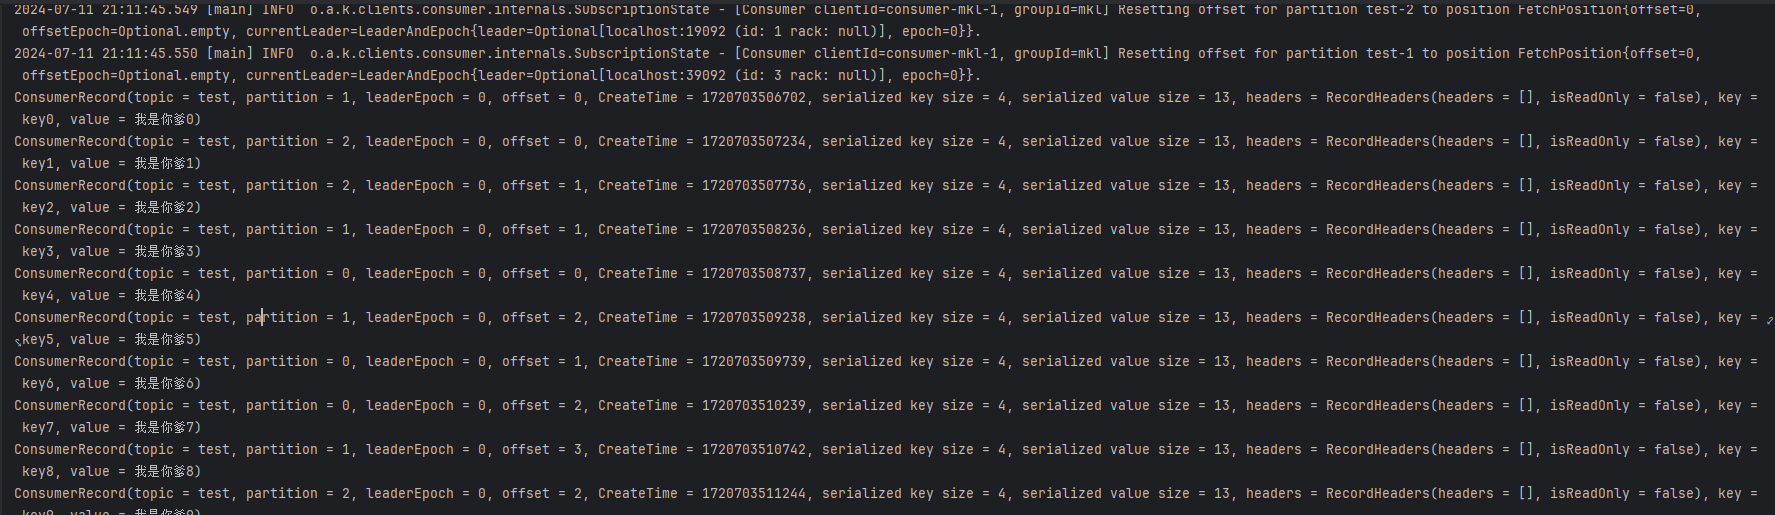 2024-07-11 21:11:45.549 [main] INFO  o.a.k.clients.consumer.internals.SubscriptionState - [Consumer clientId=consumer-mkl-1, groupId=mkl] Resetting offset for partition test-2 to position FetchPosition{offset=0,
offsetEpoch=Optional.empty, currentLeader=LeaderAndEpoch{leader=Optional[localhost:19092 (id: 1 rack: null)], epoch=0}}.
2024-07-11 21:11:45.550 [main] INFO  o.a.k.clients.consumer.internals.SubscriptionState - [Consumer clientId=consumer-mkl-1, groupId=mkl] Resetting offset for partition test-1 to position FetchPosition{offset=0,
offsetEpoch=Optional.empty, currentLeader=LeaderAndEpoch{leader=Optional[localhost:39092 (id: 3 rack: null)], epoch=0}}.
ConsumerRecord(topic = test, partition = 1, leaderEpoch = 0, offset = 0, CreateTime = 1720703506702, serialized key size = 4, serialized value size = 13, headers = RecordHeaders(headers = [], isReadOnly = false), key =
key0, value = 我是你爹0)
ConsumerRecord(topic = test, partition = 2, leaderEpoch = 0, offset = 0, CreateTime = 1720703507234, serialized key size = 4, serialized value size = 13, headers = RecordHeaders(headers = [], isReadOnly = false), key =
key1, value = 我是你爹1)
ConsumerRecord(topic = test, partition = 2, leaderEpoch = 0, offset = 1, CreateTime = 1720703507736, serialized key size = 4, serialized value size = 13, headers = RecordHeaders(headers = [], isReadOnly = false), key =
key2, value = 我是你爹2)
ConsumerRecord(topic = test, partition = 1, leaderEpoch = 0, offset = 1, CreateTime = 1720703508236, serialized key size = 4, serialized value size = 13, headers = RecordHeaders(headers = [], isReadOnly = false), key =
key3, value = 我是你爹3)
ConsumerRecord(topic = test, partition = 0, leaderEpoch = 0, offset = 0, CreateTime = 1720703508737, serialized key size = 4, serialized value size = 13, headers = RecordHeaders(headers = [], isReadOnly = false), key =
key4, value = 我是你爹4)
ConsumerRecord(topic = test, partition = 1, leaderEpoch = 0, offset = 2, CreateTime = 1720703509238, serialized key size = 4, serialized value size = 13, headers = RecordHeaders(headers = [], isReadOnly = false), key =
key5, value = 我是你爹5)
ConsumerRecord(topic = test, partition = 0, leaderEpoch = 0, offset = 1, CreateTime = 1720703509739, serialized key size = 4, serialized value size = 13, headers = RecordHeaders(headers = [], isReadOnly = false), key =
key6, value = 我是你爹6)
ConsumerRecord(topic = test, partition = 0, leaderEpoch = 0, offset = 2, CreateTime = 1720703510239, serialized key size = 4, serialized value size = 13, headers = RecordHeaders(headers = [], isReadOnly = false), key =
key7, value = 我是你爹7)
ConsumerRecord(topic = test, partition = 1, leaderEpoch = 0, offset = 3, CreateTime = 1720703510742, serialized key size = 4, serialized value size = 13, headers = RecordHeaders(headers = [], isReadOnly = false), key =
key8, value = 我是你爹8)
ConsumerRecord(topic = test, partition = 2, leaderEpoch = 0, offset = 2, CreateTime = 1720703511244, serialized key size = 4, serialized value size = 13, headers = RecordHeaders(headers = [], isReadOnly = false), key =
key9, value = 我是你爹9)